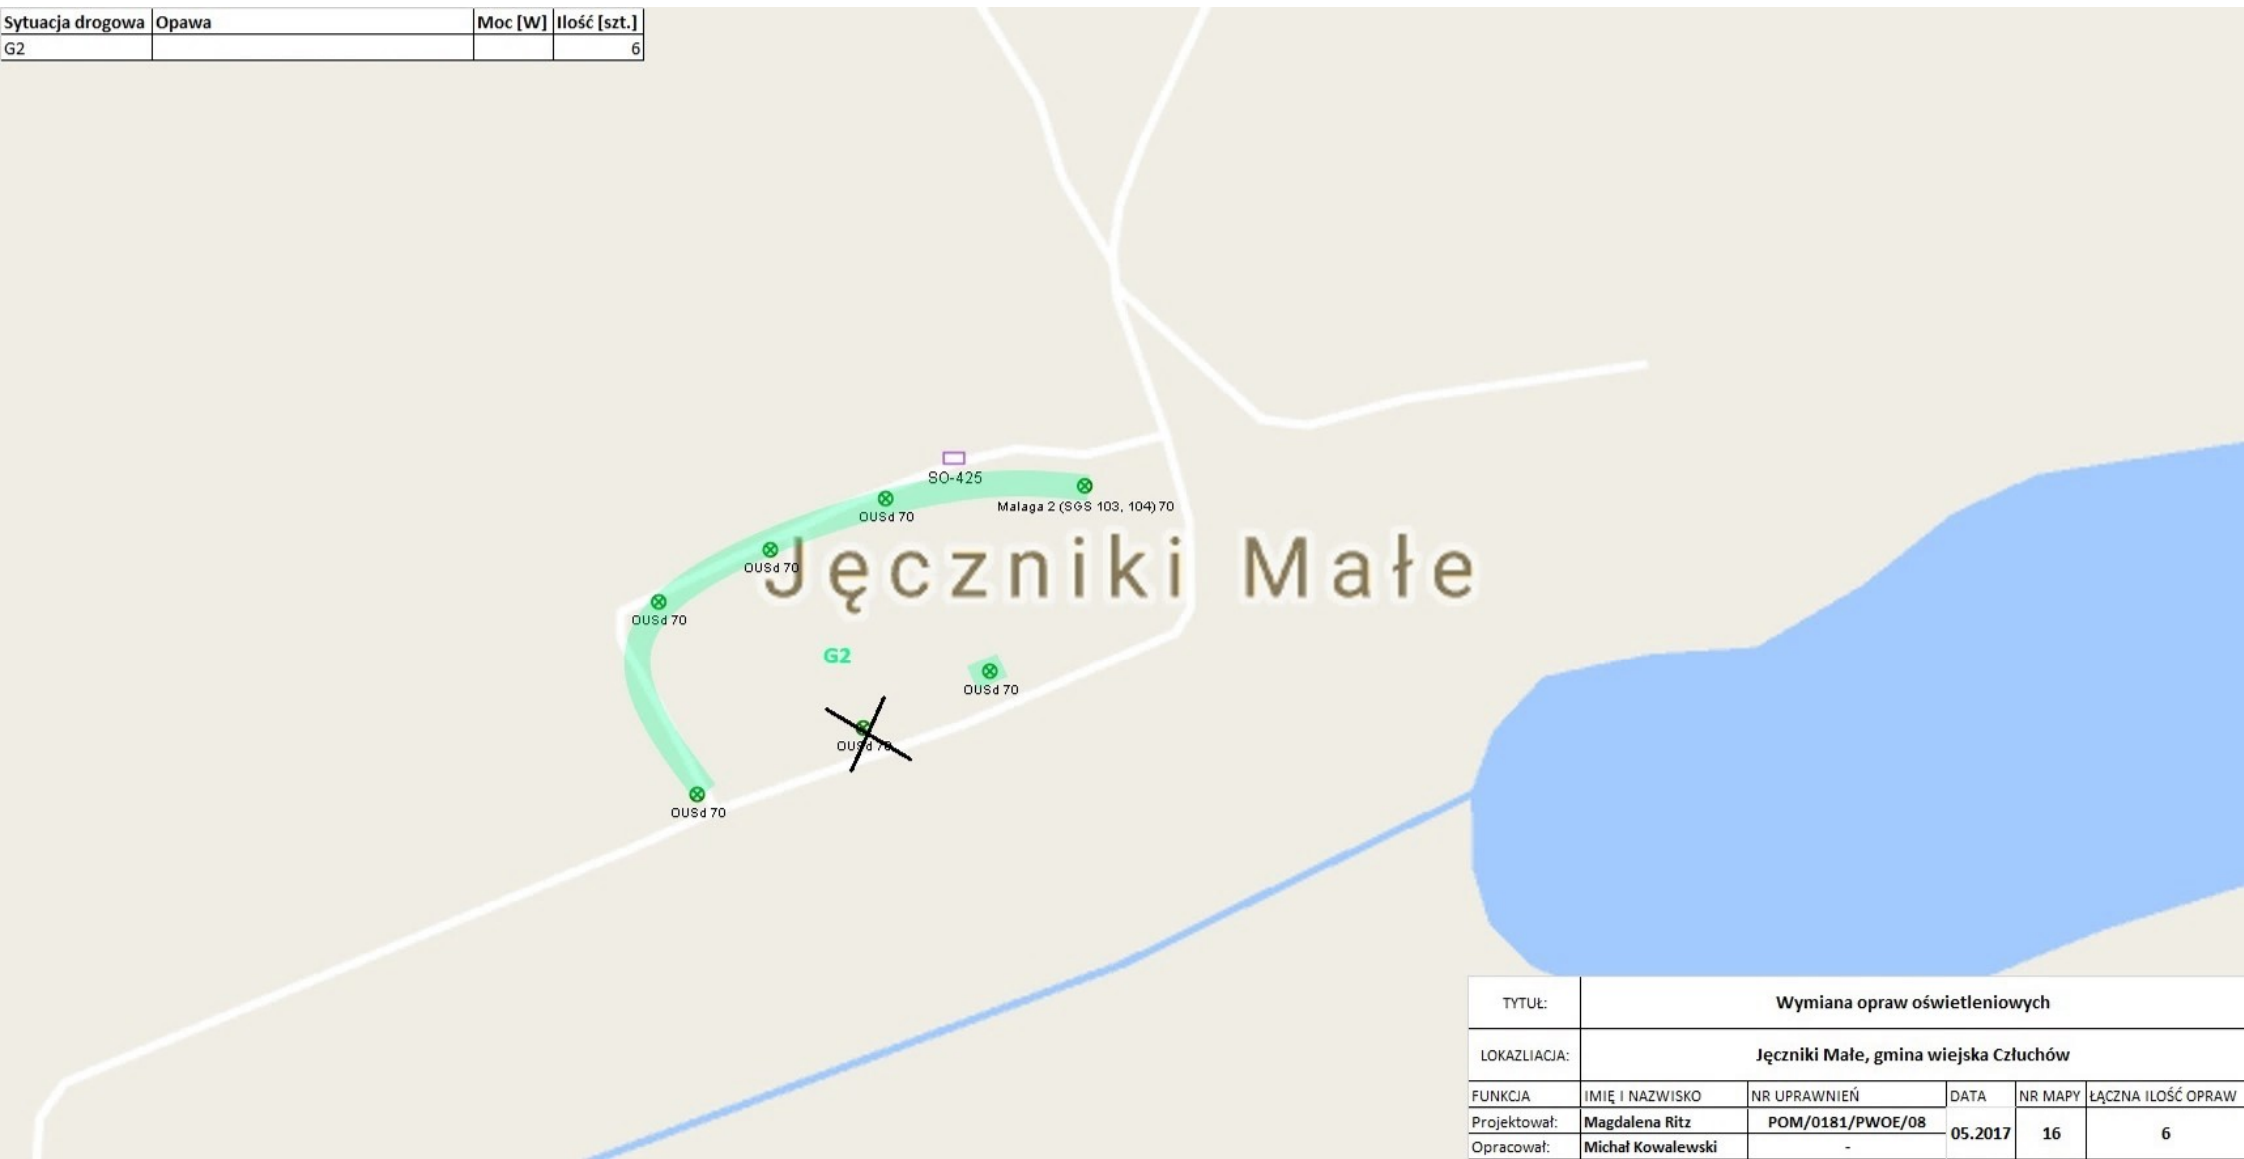 Sytuacja drogowa Opawa Moc [W] Ilość [szt.]
G2 6
SO-425
Malaga 2 (SGS 103, 104) 70
OUSd 70
OUSd 70
Jęczniki Małe
OUSd 70
G2
OUSd 70
OUSd 70
OUSd 70
TYTUŁ: Wymiana opraw oświetleniowych
LOKAZLIACJA: Jęczniki Małe, gmina wiejska Człuchów
FUNKCJA IMIĘ I NAZWISKO NR UPRAWNIEŃ DATA NR MAPY ŁĄCZNA ILOŚĆ OPRAW
Projektował: Magdalena Ritz POM/0181/PWOE/08 05.2017 16 6
Opracował: Michał Kowalewski -